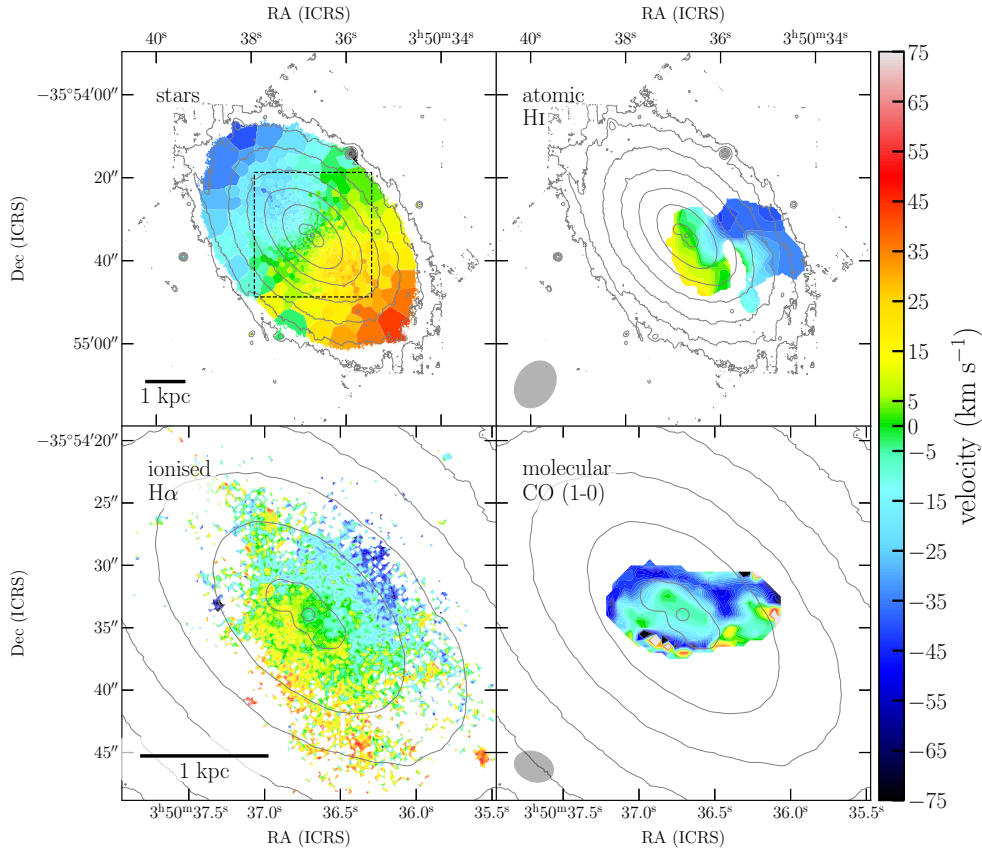 RA (ICRS) RA (ICRS)
40ˢ 38ˢ 36ˢ 3ʰ50ᵐ34ˢ 40ˢ 38ˢ 36ˢ 3ʰ50ᵐ34ˢ
stars
atomic
HI
−35°54′00″
20″
40″
55′00″
Dec (ICRS)
1 kpc
ionised
Hα
molecular
CO (1-0)
−35°54′20″
25″
30″
35″
40″
45″
Dec (ICRS)
1 kpc
3ʰ50ᵐ37.5ˢ 37.0ˢ 36.5ˢ 36.0ˢ 35.5ˢ 3ʰ50ᵐ37.5ˢ 37.0ˢ 36.5ˢ 36.0ˢ 35.5ˢ
RA (ICRS) RA (ICRS)
75
65
55
45
35
25
15
5
0
−5
−15
−25
−35
−45
−55
−65
−75
velocity (km s⁻¹)